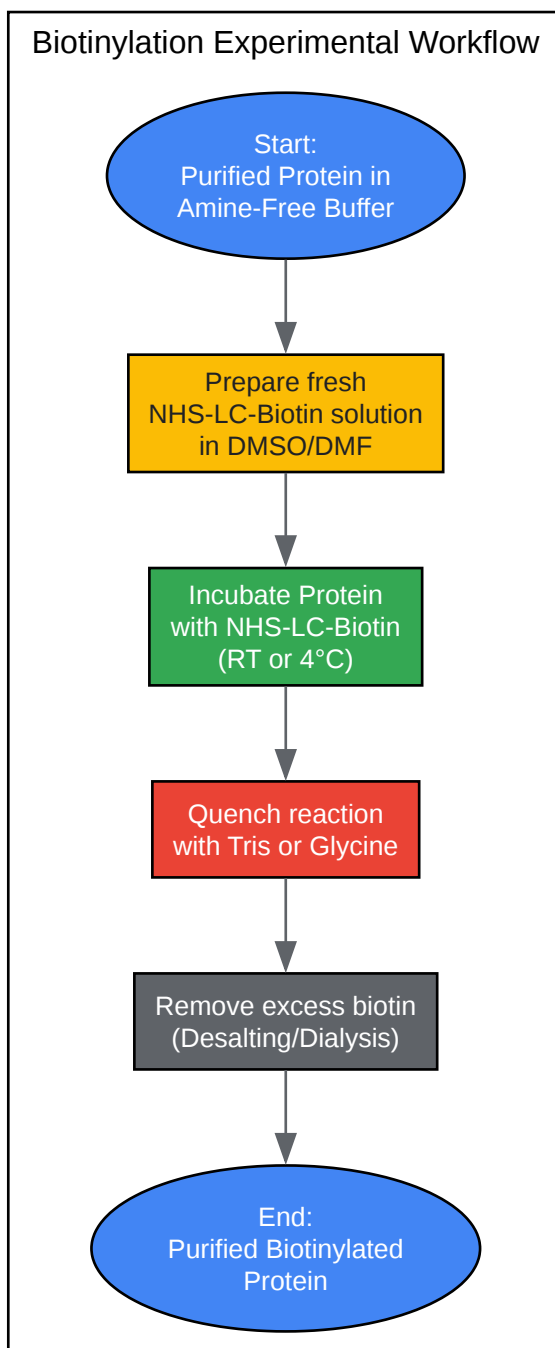 Biotinylation Experimental Workflow
Start:
Purified Protein in
Amine-Free Buffer
Prepare fresh
NHS-LC-Biotin solution
in DMSO/DMF
Incubate Protein
with NHS-LC-Biotin
(RT or 4°C)
Quench reaction
with Tris or Glycine
Remove excess biotin
(Desalting/Dialysis)
End:
Purified Biotinylated
Protein